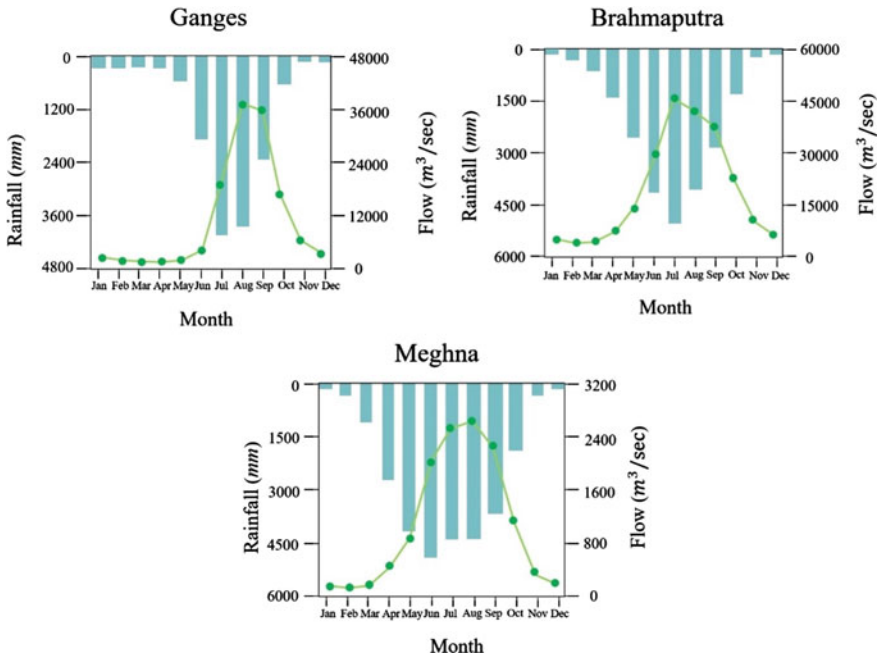 Ganges
0
1200
2400
3600
4800
Rainfall (mm)
48000
36000
24000
12000
0
Flow (m³/sec)
Jan Feb Mar Apr May Jun Jul Aug Sep Oct Nov Dec
Month
Brahmaputra
0
1500
3000
4500
6000
Rainfall (mm)
60000
45000
30000
15000
0
Flow (m³/sec)
Jan Feb Mar Apr May Jun Jul Aug Sep Oct Nov Dec
Month
Meghna
0
1500
3000
4500
6000
Rainfall (mm)
3200
2400
1600
800
0
Flow (m³/sec)
Jan Feb Mar Apr May Jun Jul Aug Sep Oct Nov Dec
Month